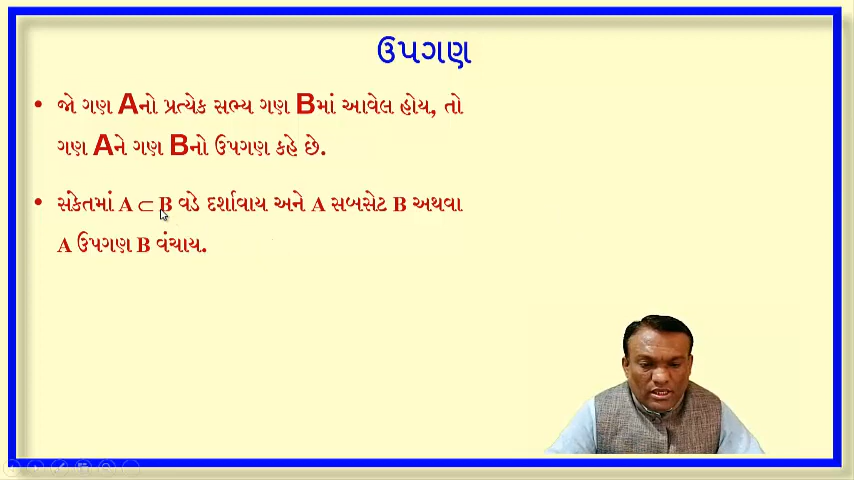 ઉપગણ
• જો ગણ Aનો પ્રત્યેક સભ્ય ગણ Bમાં આવેલ હોય, તો
ગણ Aને ગણ Bનો ઉપગણ કહે છે.
• સંકેતમાં A ⊂ B વડે દર્શાવાય અને A સબસેટ B અથવા
A ઉપગણ B વંચાય.